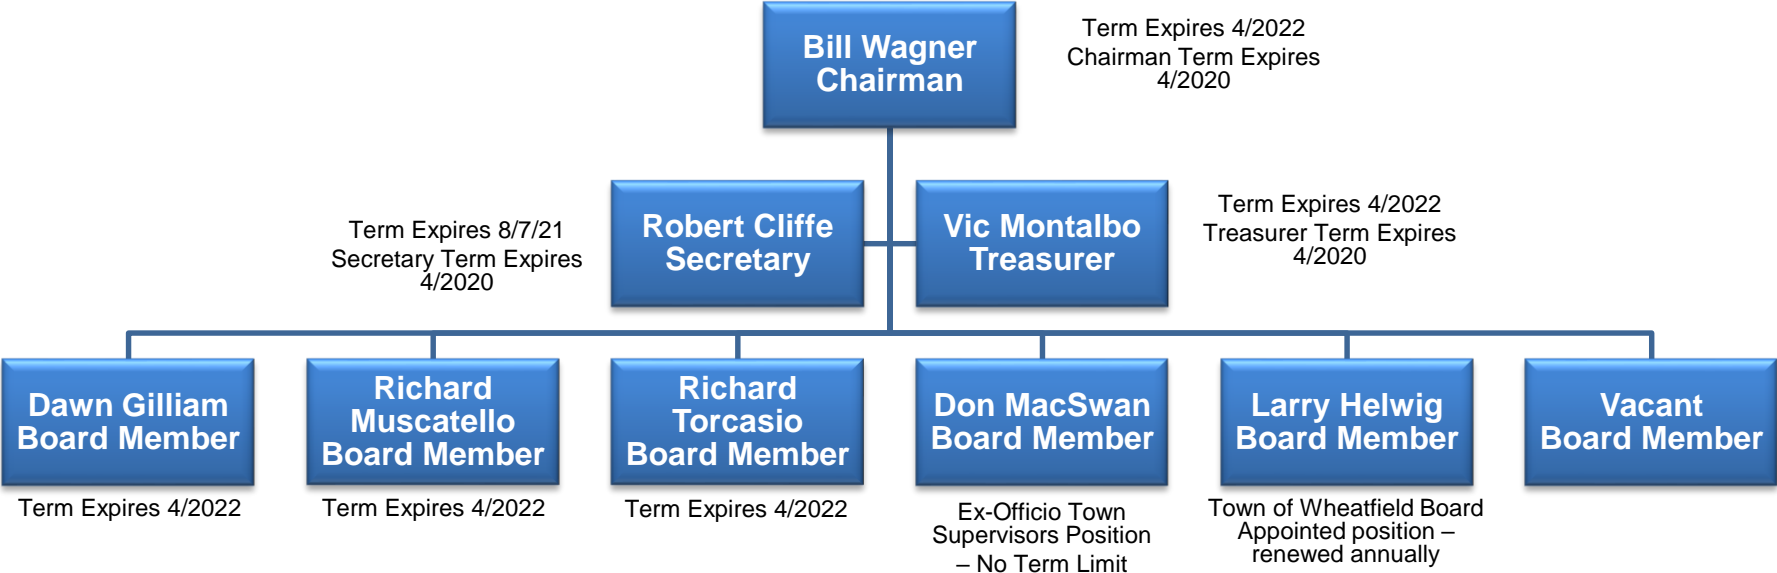 Bill Wagner
Chairman
Term Expires 4/2022
Chairman Term Expires
4/2020
Term Expires 8/7/21
Secretary Term Expires
4/2020
Robert Cliffe
Secretary
Vic Montalbo
Treasurer
Term Expires 4/2022
Treasurer Term Expires
4/2020
Dawn Gilliam
Board Member
Term Expires 4/2022
Richard
Muscatello
Board Member
Term Expires 4/2022
Richard
Torcasio
Board Member
Term Expires 4/2022
Don MacSwan
Board Member
Ex-Officio Town
Supervisors Position
– No Term Limit
Larry Helwig
Board Member
Town of Wheatfield Board
Appointed position –
renewed annually
Vacant
Board Member